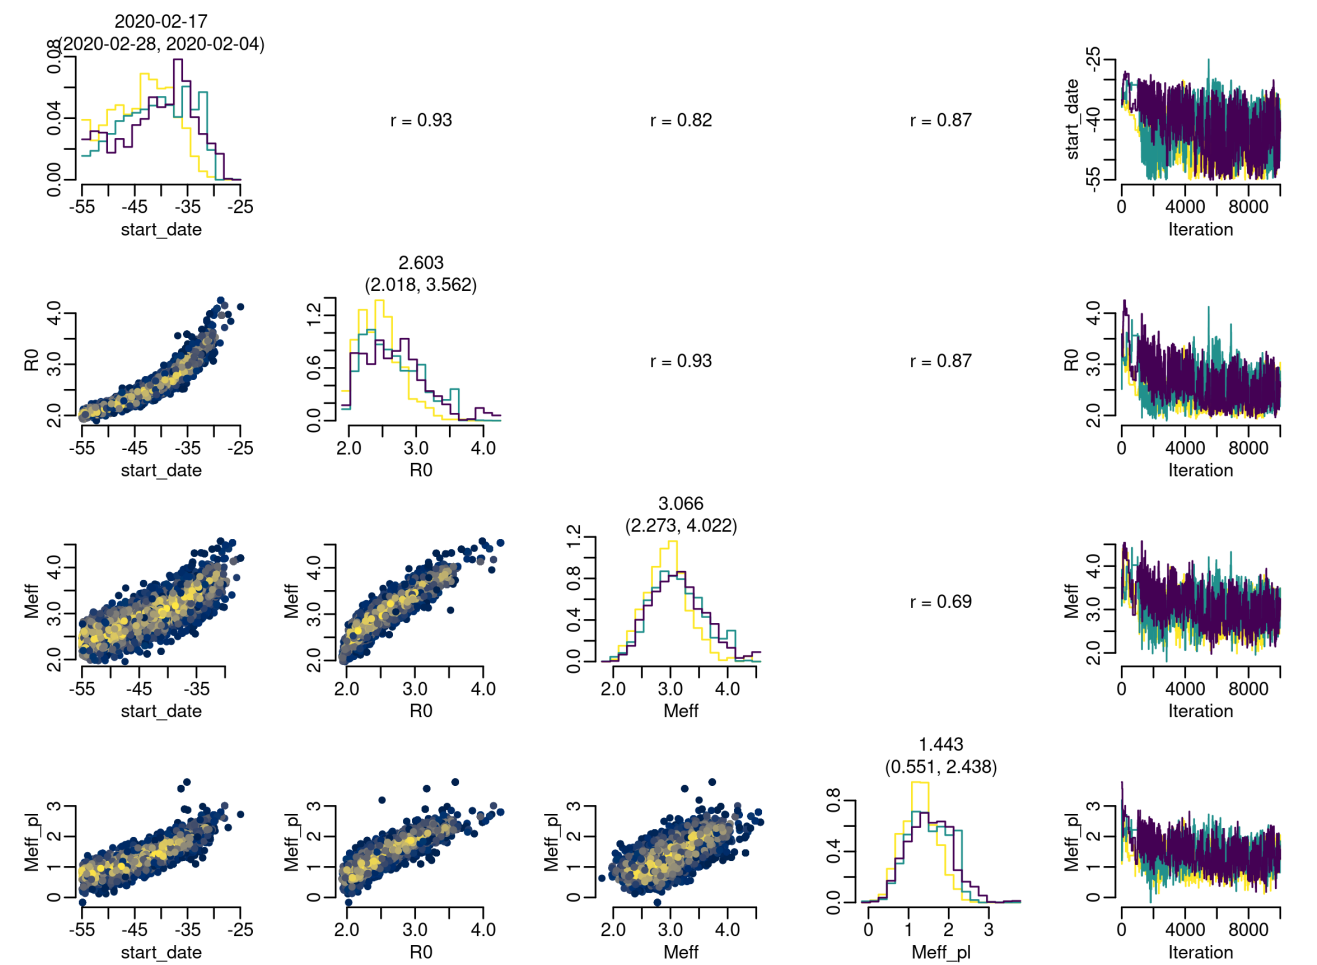 2020-02-17
(2020-02-28, 2020-02-04)
0.00 0.04 0.08
-55 -45 -35 -25
start_date
r = 0.93
r = 0.82
r = 0.87
start_date
-55 -40 -25
0 4000 8000
Iteration
R0
2.0 3.0 4.0
-55 -45 -35 -25
start_date
2.603
(2.018, 3.562)
0.0 0.6 1.2
2.0 3.0 4.0
R0
r = 0.93
r = 0.87
R0
2.0 3.0 4.0
0 4000 8000
Iteration
Meff
2.0 3.0 4.0
-55 -45 -35
start_date
Meff
2.0 3.0 4.0
2.0 3.0 4.0
R0
3.066
(2.273, 4.022)
0.0 0.4 0.8 1.2
2.0 3.0 4.0
Meff
r = 0.69
Meff
2.0 3.0 4.0
0 4000 8000
Iteration
Meff_pl
0 1 2 3
-55 -45 -35 -25
start_date
Meff_pl
0 1 2 3
2.0 3.0 4.0
R0
Meff_pl
0 1 2 3
2.0 3.0 4.0
Meff
1.443
(0.551, 2.438)
0.0 0.4 0.8
0 1 2 3
Meff_pl
Meff_pl
0 1 2 3
0 4000 8000
Iteration